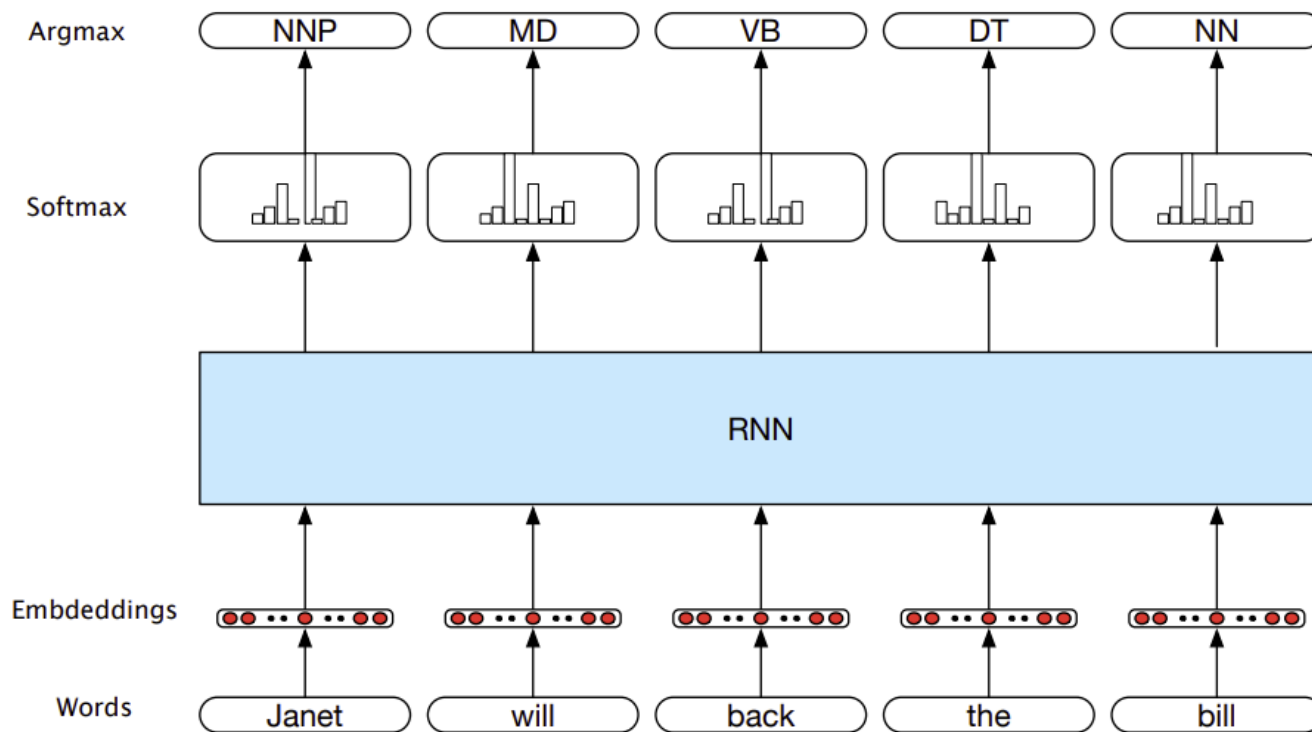 Argmax NNP MD VB DT NN
Softmax
RNN
Embdeddings
Words Janet will back the bill